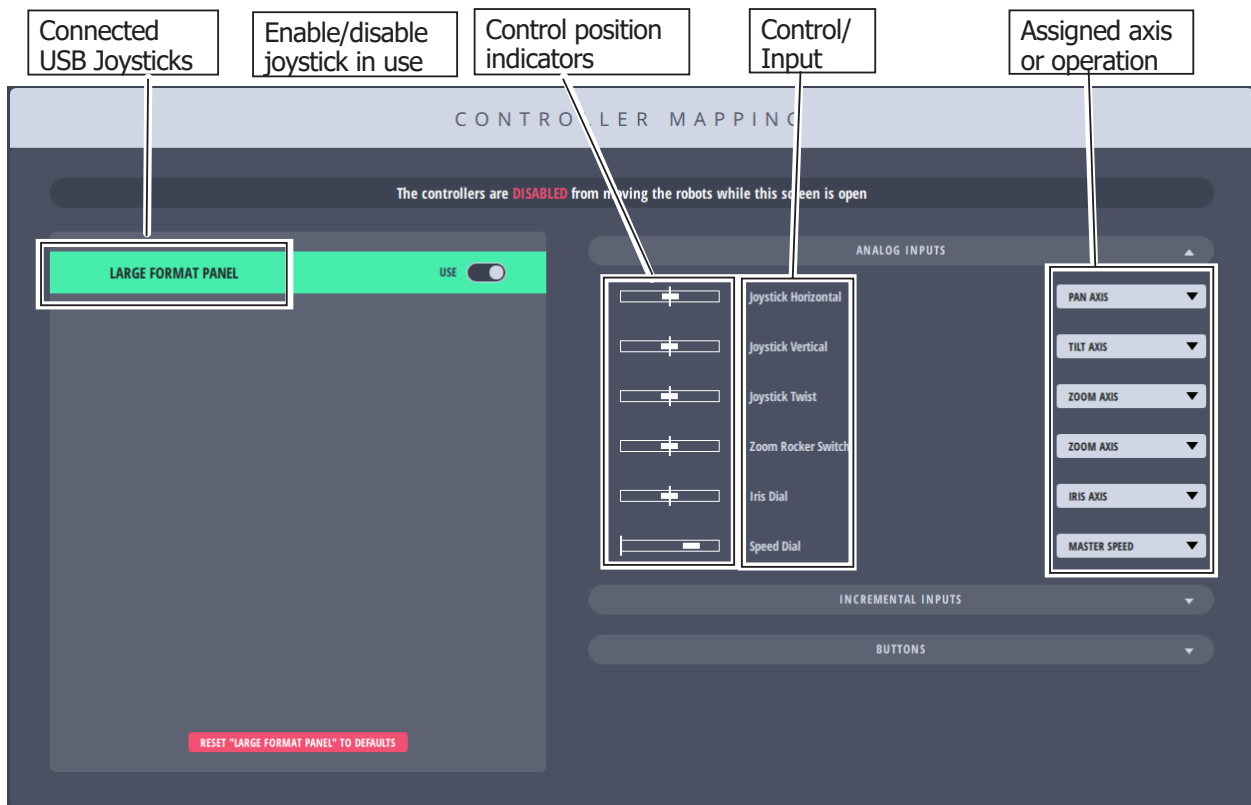 Connected
USB Joysticks
Enable/disable
joystick in use
Control position
indicators
Control/
Input
Assigned axis
or operation
CONTROLLER MAPPING
The controllers are DISABLED from moving the robots while this screen is open
LARGE FORMAT PANEL
USE
ANALOG INPUTS
Joystick Horizontal
PAN AXIS
Joystick Vertical
TILT AXIS
Joystick Twist
ZOOM AXIS
Zoom Rocker Switch
ZOOM AXIS
Iris Dial
IRIS AXIS
Speed Dial
MASTER SPEED
INCREMENTAL INPUTS
BUTTONS
RESET "LARGE FORMAT PANEL" TO DEFAULTS